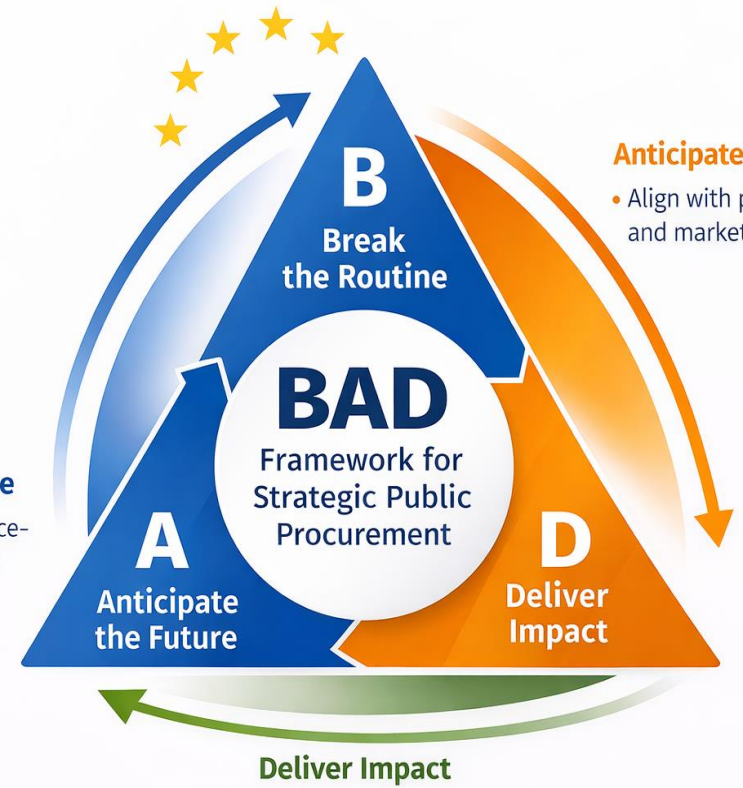 B
Break
the Routine
Anticipate
• Align with
and market
BAD
Framework for
Strategic Public
Procurement
A
Anticipate
the Future
D
Deliver
Impact
Deliver Impact